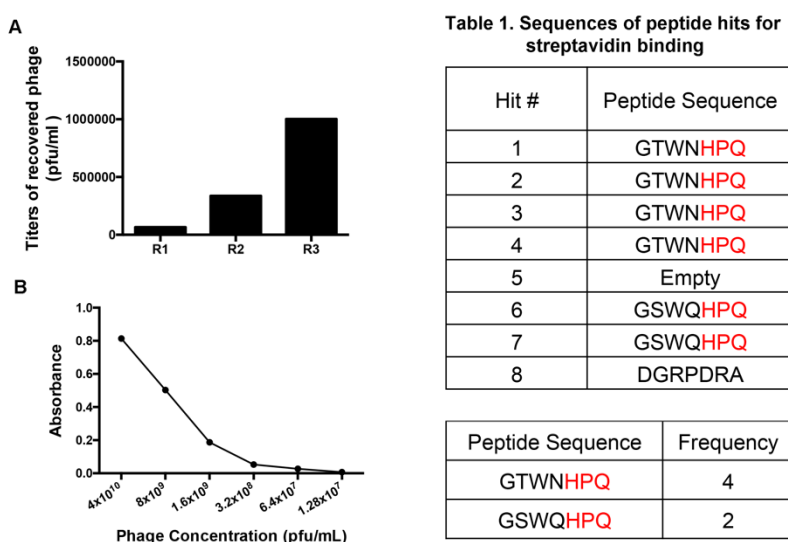 A
Titers of recovered phage
(pfu/ml )
1500000
1000000
500000
0
R1 R2 R3
B
Absorbance
1.0
0.8
0.6
0.4
0.2
0.0
4x10¹⁰ 8x10⁹ 1.6x10⁹ 3.2x10⁸ 6.4x10⁷ 1.28x10⁷
Phage Concentration (pfu/mL)
Table 1. Sequences of peptide hits for
streptavidin binding
Hit # Peptide Sequence
1 GTWNHPQ
2 GTWNHPQ
3 GTWNHPQ
4 GTWNHPQ
5 Empty
6 GSWQHPQ
7 GSWQHPQ
8 DGRPDRA
Peptide Sequence Frequency
GTWNHPQ 4
GSWQHPQ 2